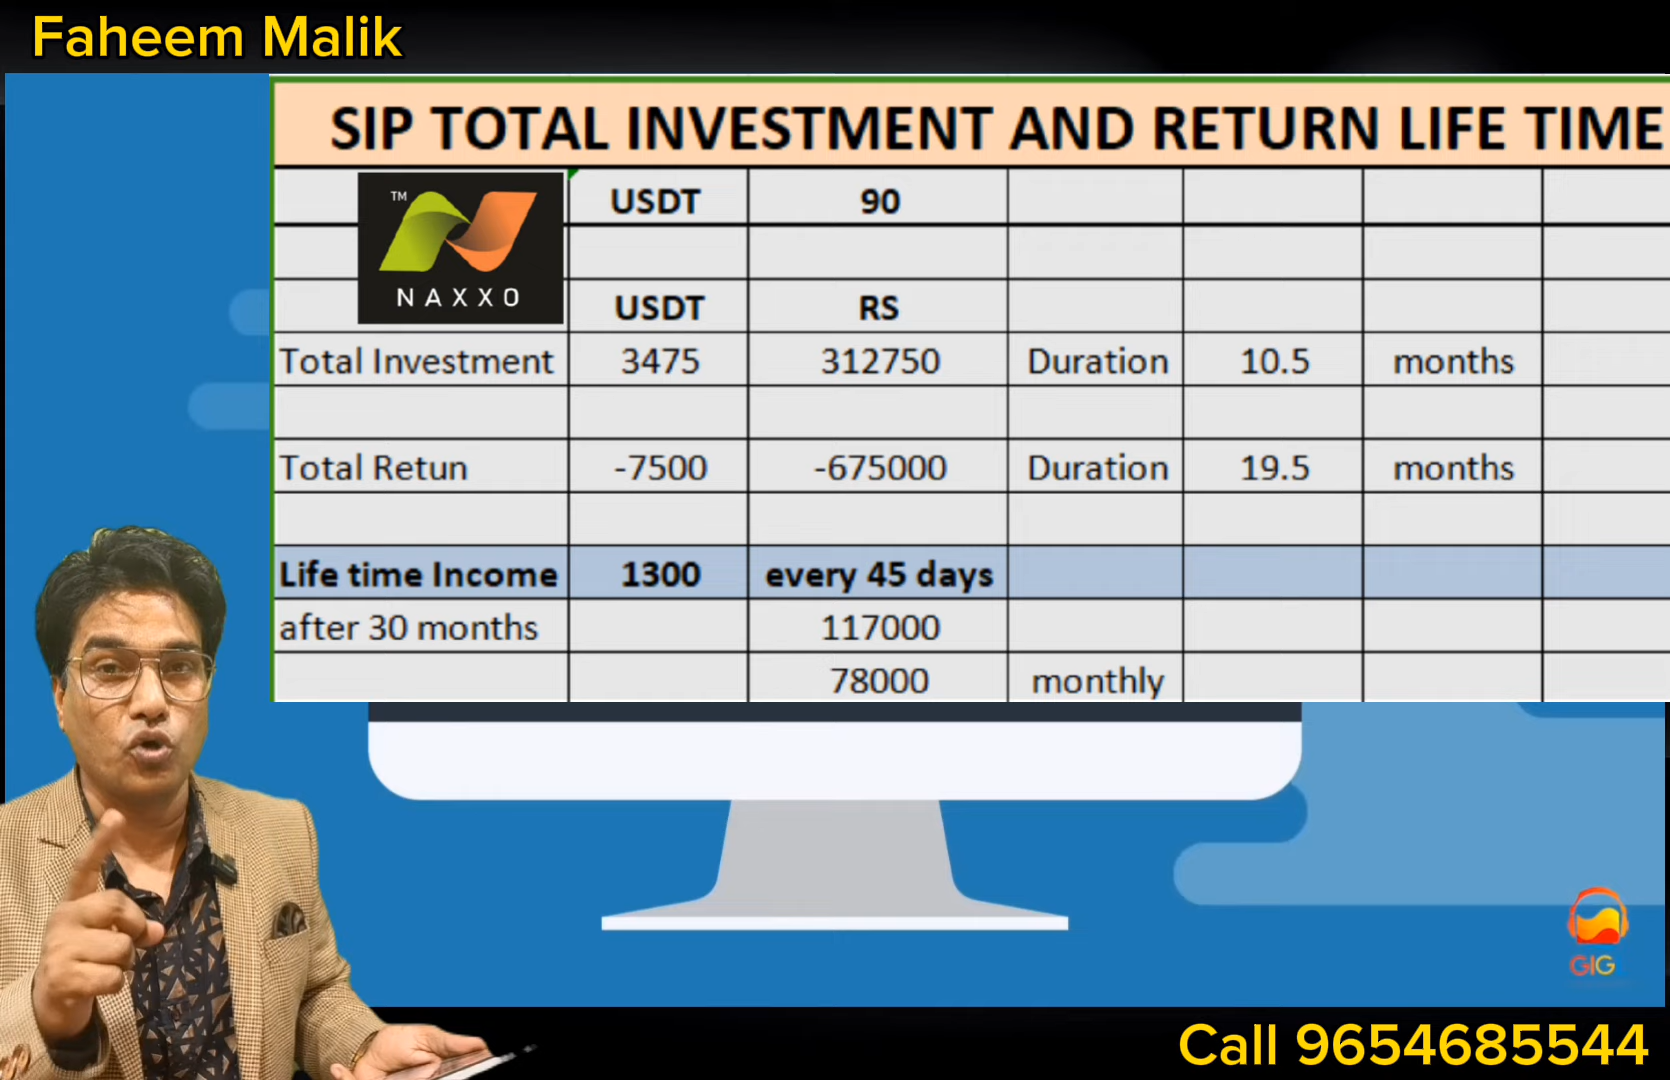 Faheem Malik
SIP TOTAL INVESTMENT AND RETURN LIFE TIME
TM
NAXXO
USDT 90
USDT RS
Total Investment 3475 312750 Duration 10.5 months
Total Retun -7500 -675000 Duration 19.5 months
Life time Income 1300 every 45 days
after 30 months 117000
78000 monthly
GIG
Call 9654685544